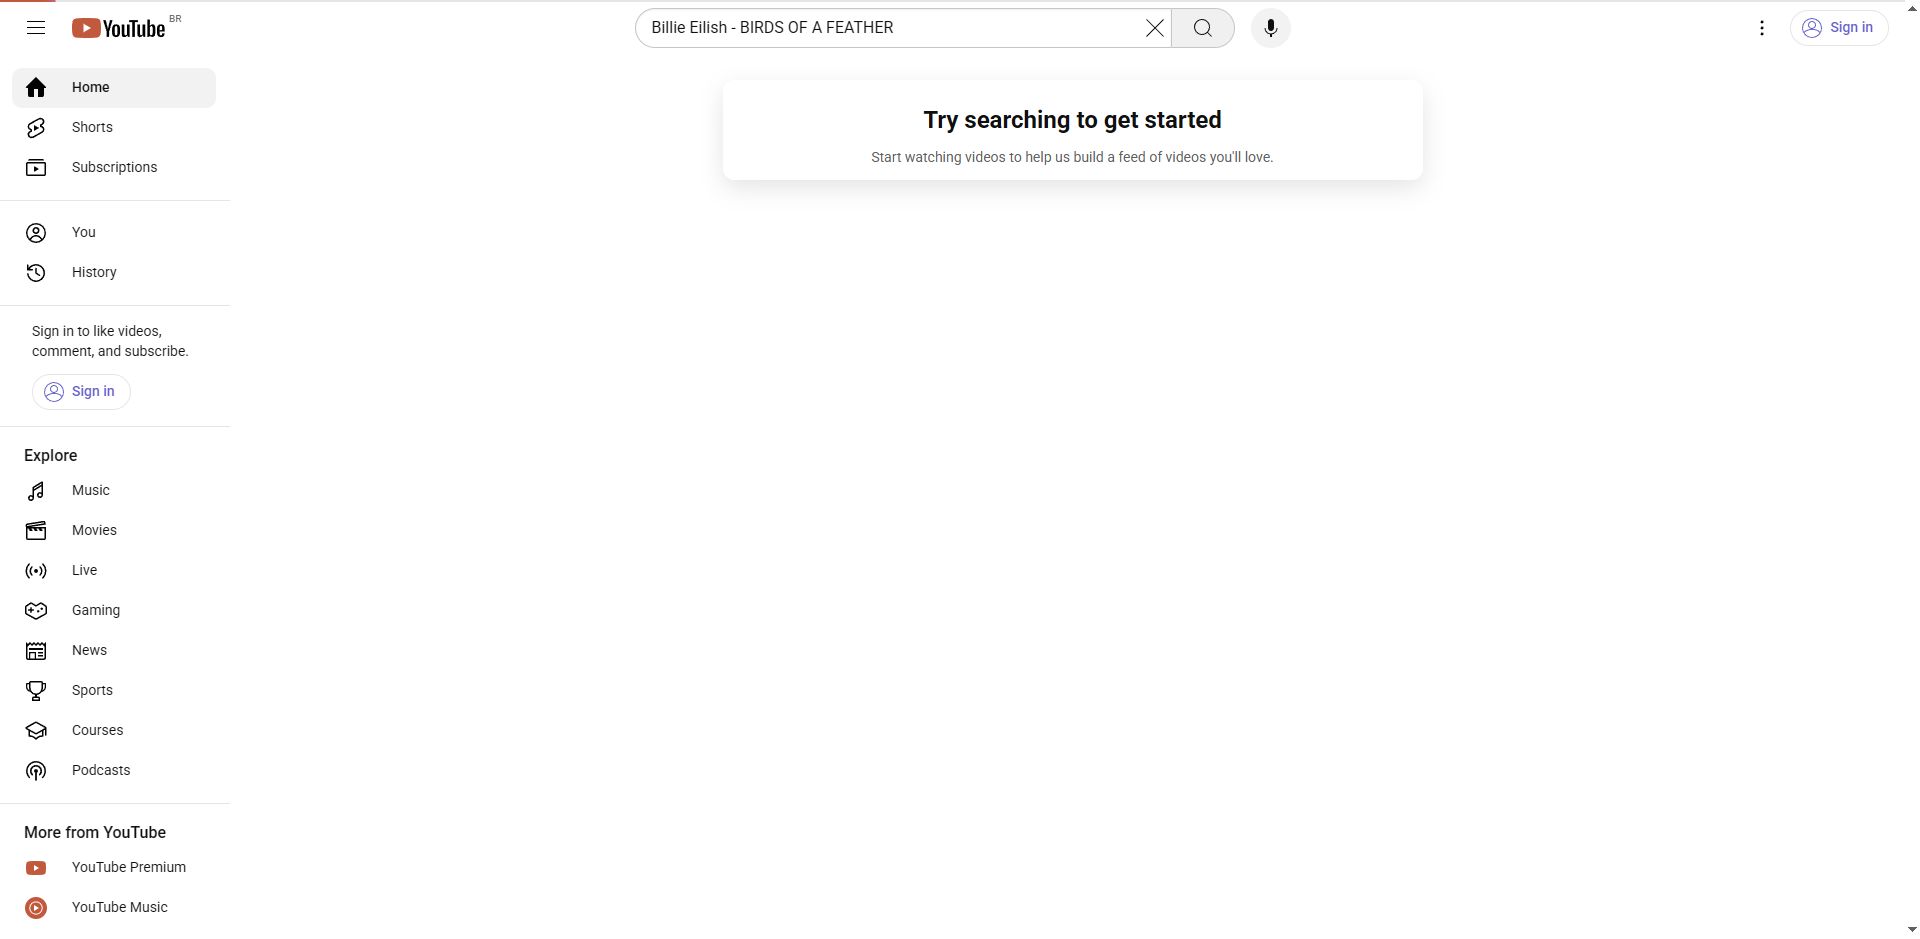 YouTube BR
Billie Eilish - BIRDS OF A FEATHER
Sign in
Home
Shorts
Subscriptions
You
History
Sign in to like videos,
comment, and subscribe.
Sign in
Explore
Music
Movies
Live
Gaming
News
Sports
Courses
Podcasts
More from YouTube
YouTube Premium
YouTube Music
Try searching to get started
Start watching videos to help us build a feed of videos you'll love.